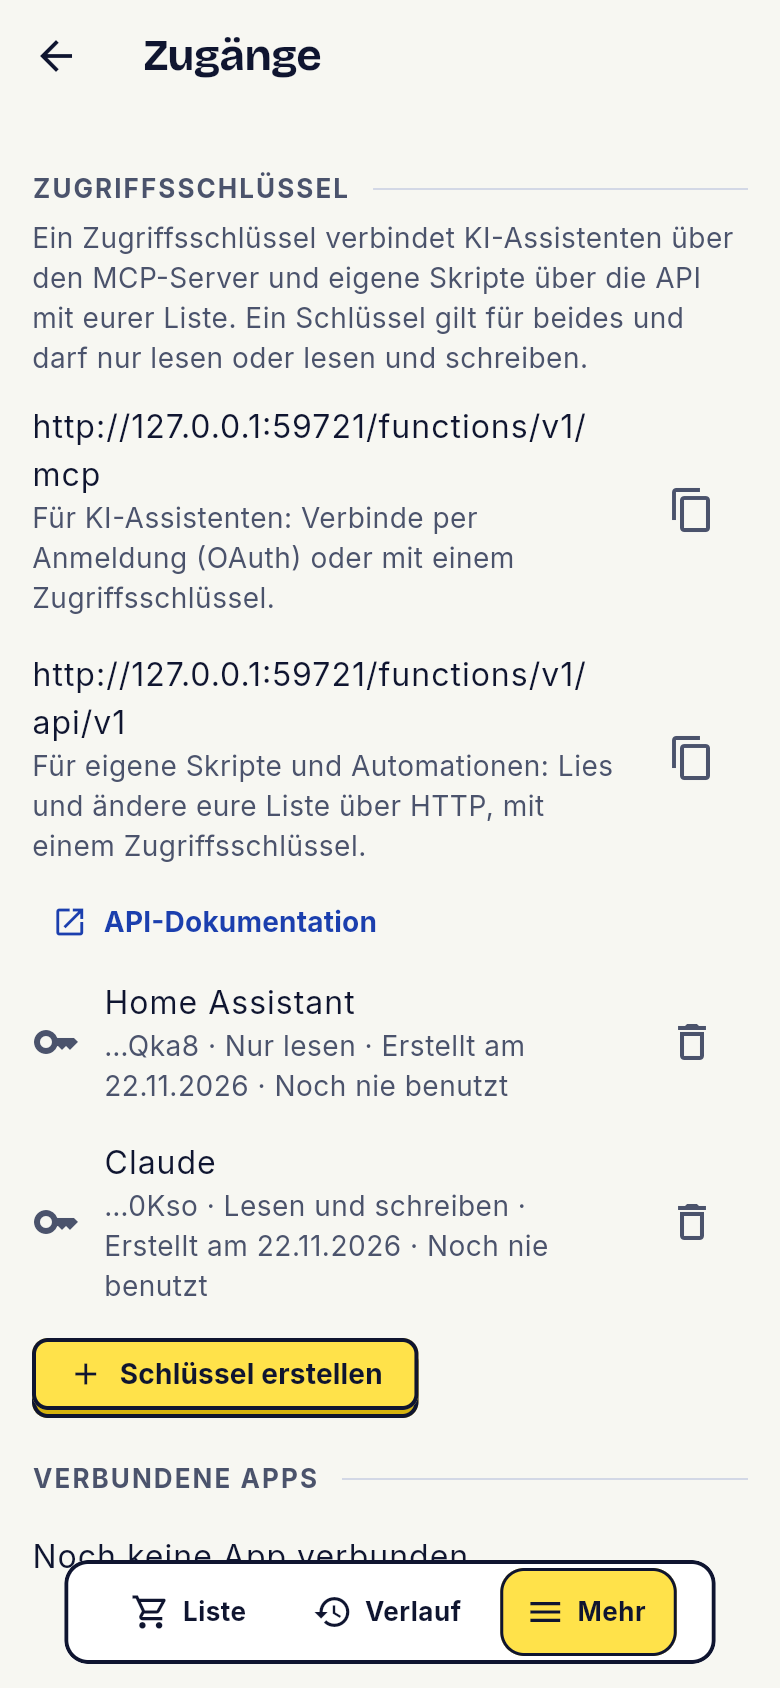 Zugänge
ZUGRIFFSSCHLÜSSEL
Ein Zugriffsschlüssel verbindet KI-Assistenten über
den MCP-Server und eigene Skripte über die API
mit eurer Liste. Ein Schlüssel gilt für beides und
darf nur lesen oder lesen und schreiben.
http://127.0.0.1:59721/functions/v1/
mcp
Für KI-Assistenten: Verbinde per
Anmeldung (OAuth) oder mit einem
Zugriffsschlüssel.
http://127.0.0.1:59721/functions/v1/
api/v1
Für eigene Skripte und Automationen: Lies
und ändere eure Liste über HTTP, mit
einem Zugriffsschlüssel.
API-Dokumentation
Home Assistant
…Qka8 · Nur lesen · Erstellt am
22.11.2026 · Noch nie benutzt
Claude
…0Kso · Lesen und schreiben ·
Erstellt am 22.11.2026 · Noch nie
benutzt
Schlüssel erstellen
VERBUNDENE APPS
Noch keine App verbunden
Liste
Verlauf
Mehr